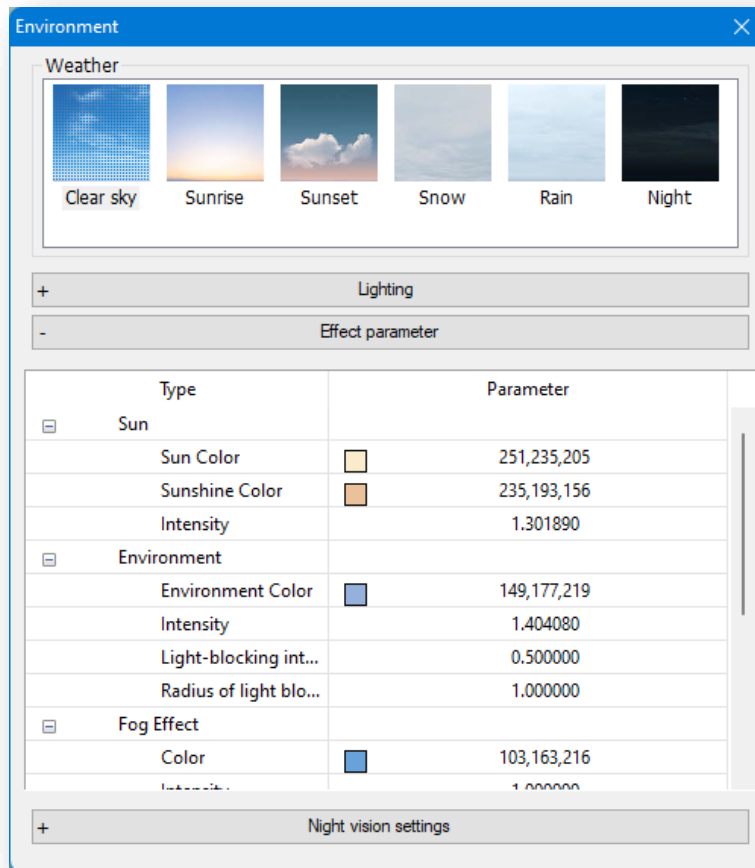 Environment
Weather
Clear sky Sunrise Sunset Snow Rain Night
+ Lighting
- Effect parameter
Type Parameter
Sun
Sun Color 251,235,205
Sunshine Color 235,193,156
Intensity 1.301890
Environment
Environment Color 149,177,219
Intensity 1.404080
Light-blocking int...  0.500000
Radius of light blo... 1.000000
Fog Effect
Color 103,163,216
Intensity 1.000000
+ Night vision settings